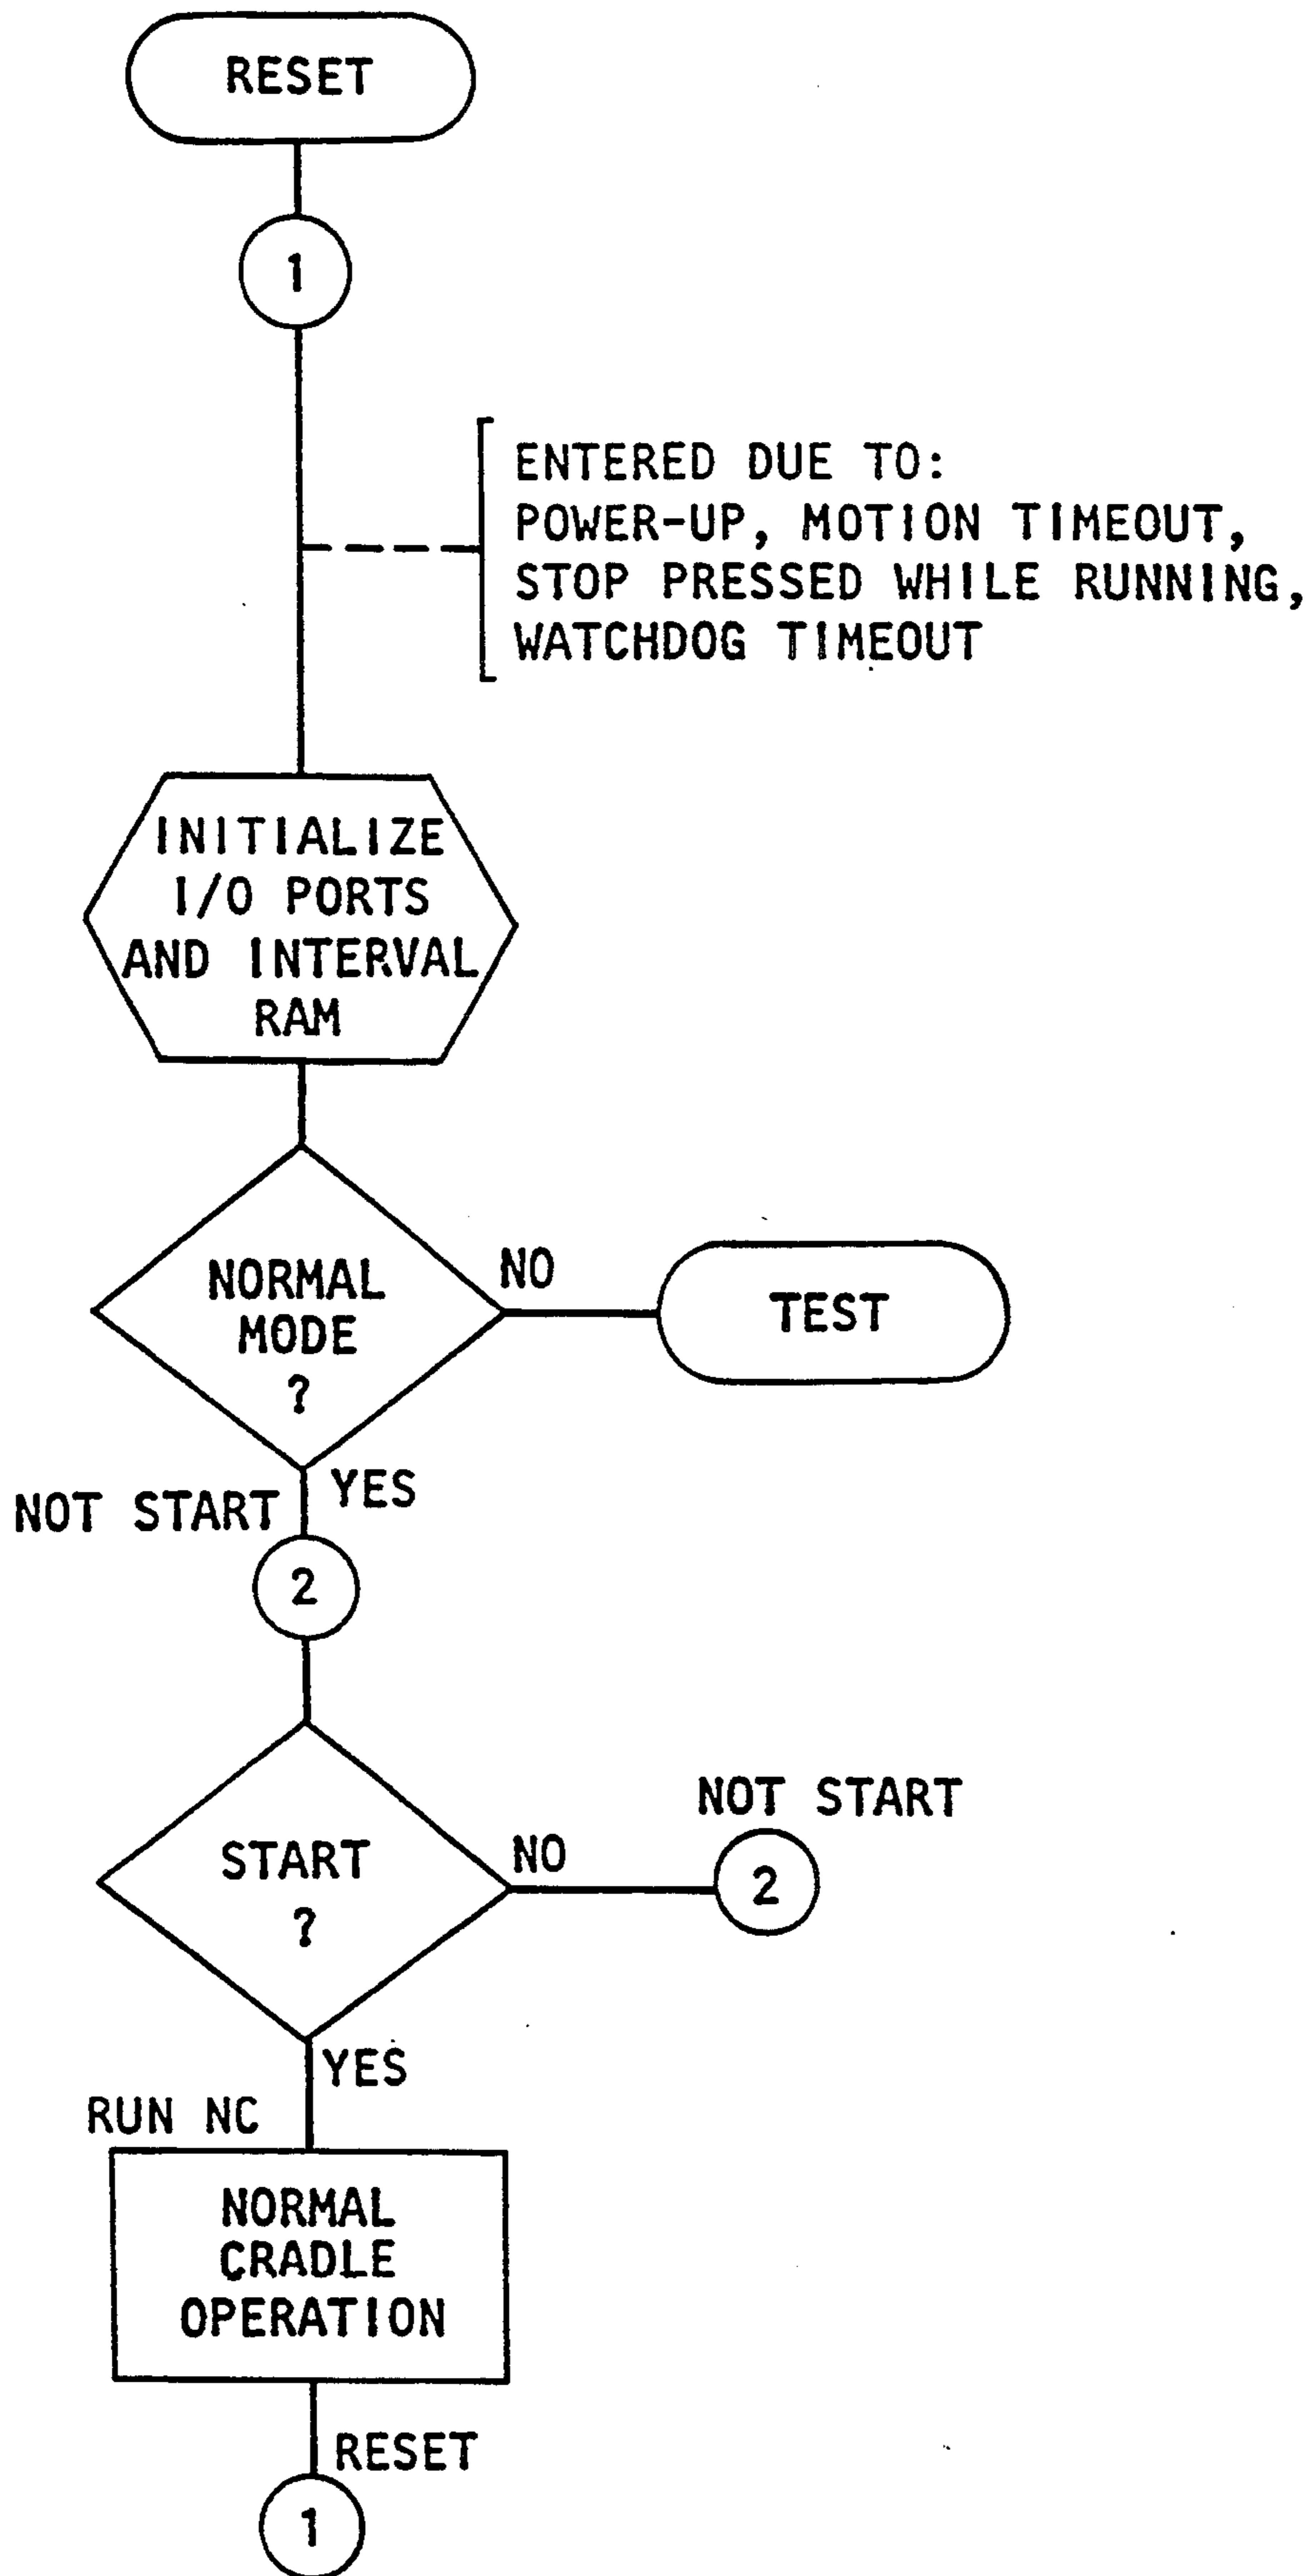 RESET
1
ENTERED DUE TO:
POWER-UP, MOTION TIMEOUT,
STOP PRESSED WHILE RUNNING,
WATCHDOG TIMEOUT
INITIALIZE
I/O PORTS
AND INTERVAL
RAM
NORMAL
MODE
?
NO
TEST
YES
NOT START
2
START
?
NO
NOT START
2
YES
RUN NC
NORMAL
CRADLE
OPERATION
RESET
1